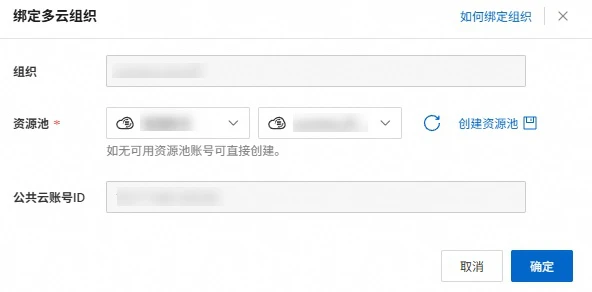 绑定多云组织
如何绑定组织
组织
资源池 *
创建资源池
如无可用资源池账号可直接创建。
公共云账号ID
取消
确定